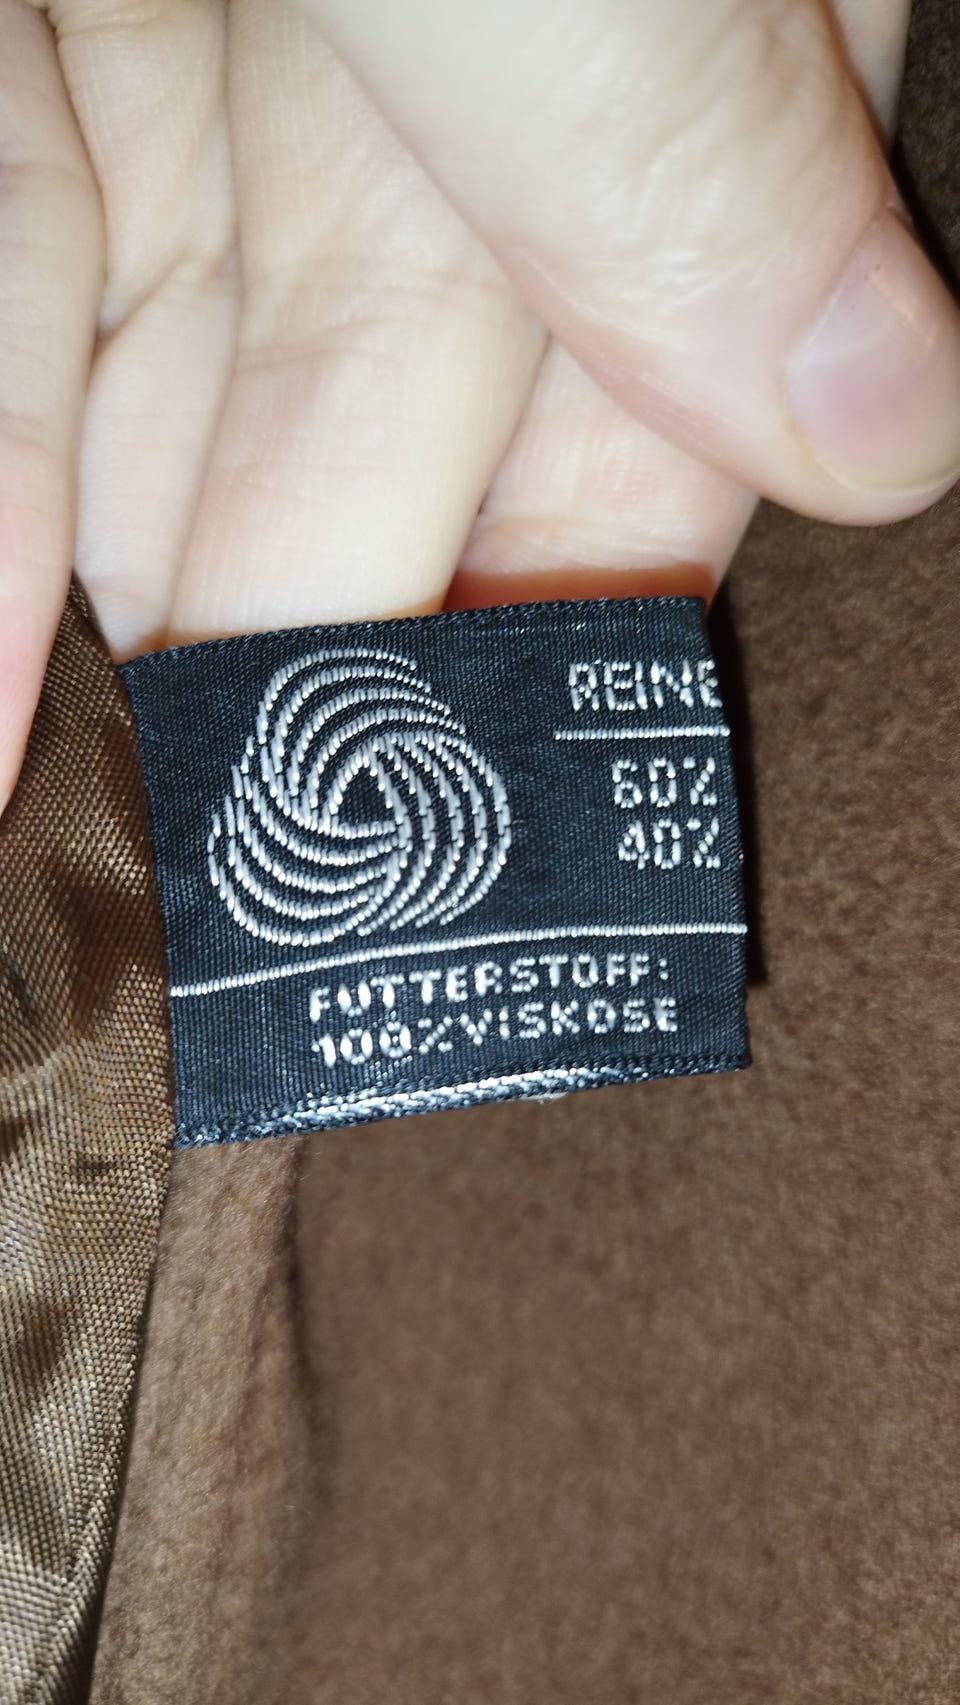 REINE
60%
40%
FUTTERSTOFF:
100% VISKOSE